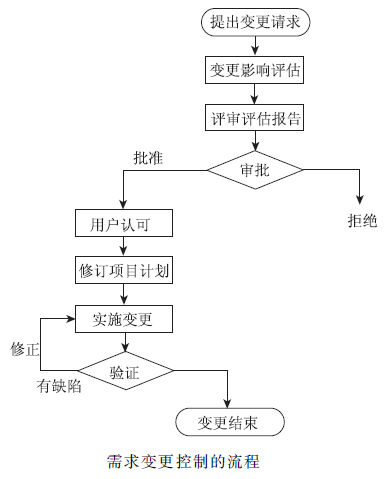 提出变更请求
变更影响评估
评审评估报告
审批
批准
拒绝
用户认可
修订项目计划
实施变更
修正
验证
有缺陷
变更结束
需求变更控制的流程